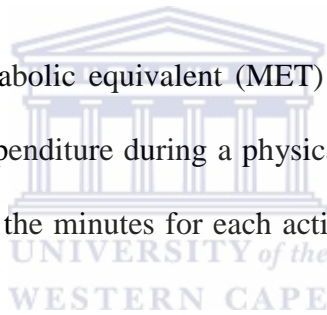 abolic equivalent (MET)
penditure during a physica
the minutes for each acti
UNIVERSITY of the
WESTERN CAPE